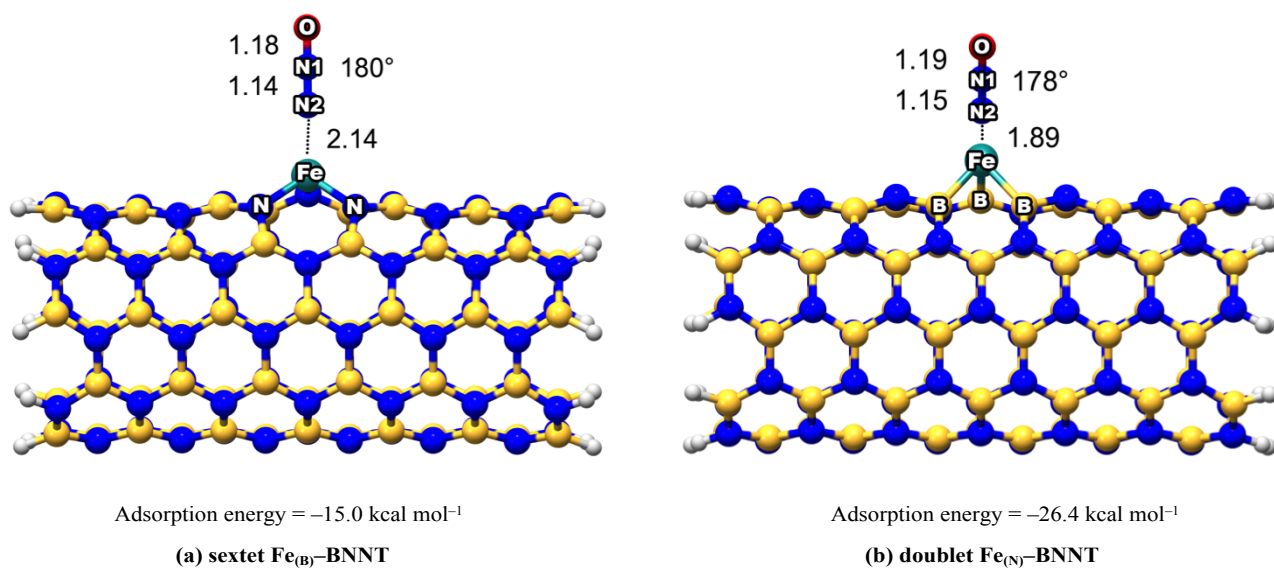 O
1.18
N1
180°
1.14
N2
2.14
Fe
N
N
Adsorption energy = –15.0 kcal mol⁻¹
(a) sextet Fe(B)–BNNT
O
1.19
N1
178°
1.15
N2
1.89
Fe
B
B
B
Adsorption energy = –26.4 kcal mol⁻¹
(b) doublet Fe(N)–BNNT